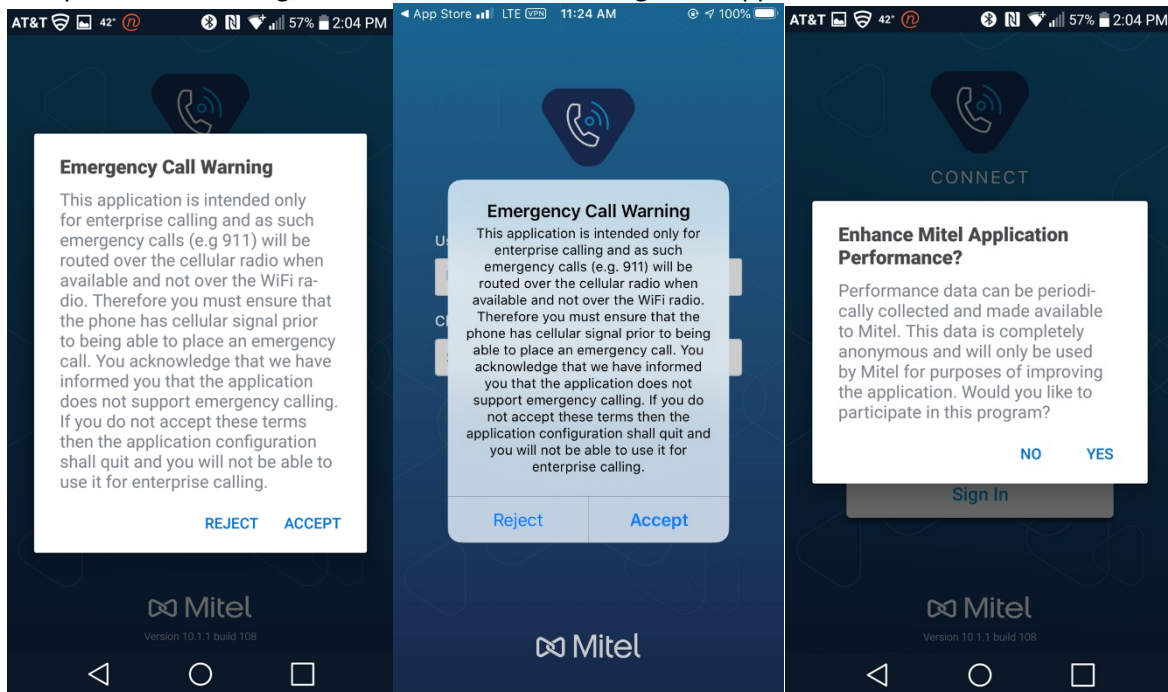 AT&T 42° 57% 2:04 PM
Emergency Call Warning
This application is intended only
for enterprise calling and as such
emergency calls (e.g 911) will be
routed over the cellular radio when
available and not over the WiFi ra-
dio. Therefore you must ensure that
the phone has cellular signal prior
to being able to place an emergency
call. You acknowledge that we have
informed you that the application
does not support emergency calling.
If you do not accept these terms
then the application configuration
shall quit and you will not be able to
use it for enterprise calling.
REJECT ACCEPT
Mitel
Version 10.1.1 build 108
App Store LTE VPN 11:24 AM 100%
Emergency Call Warning
This application is intended only for
enterprise calling and as such
emergency calls (e.g. 911) will be
routed over the cellular radio when
available and not over the WiFi radio.
Therefore you must ensure that the
phone has cellular signal prior to being
able to place an emergency call. You
acknowledge that we have informed
you that the application does not
support emergency calling. If you do
not accept these terms then the
application configuration shall quit and
you will not be able to use it for
enterprise calling.
Reject Accept
Mitel
AT&T 42° 57% 2:04 PM
CONNECT
Enhance Mitel Application
Performance?
Performance data can be periodi-
cally collected and made available
to Mitel. This data is completely
anonymous and will only be used
by Mitel for purposes of improving
the application. Would you like to
participate in this program?
NO YES
Sign In
Mitel
Version 10.1.1 build 108